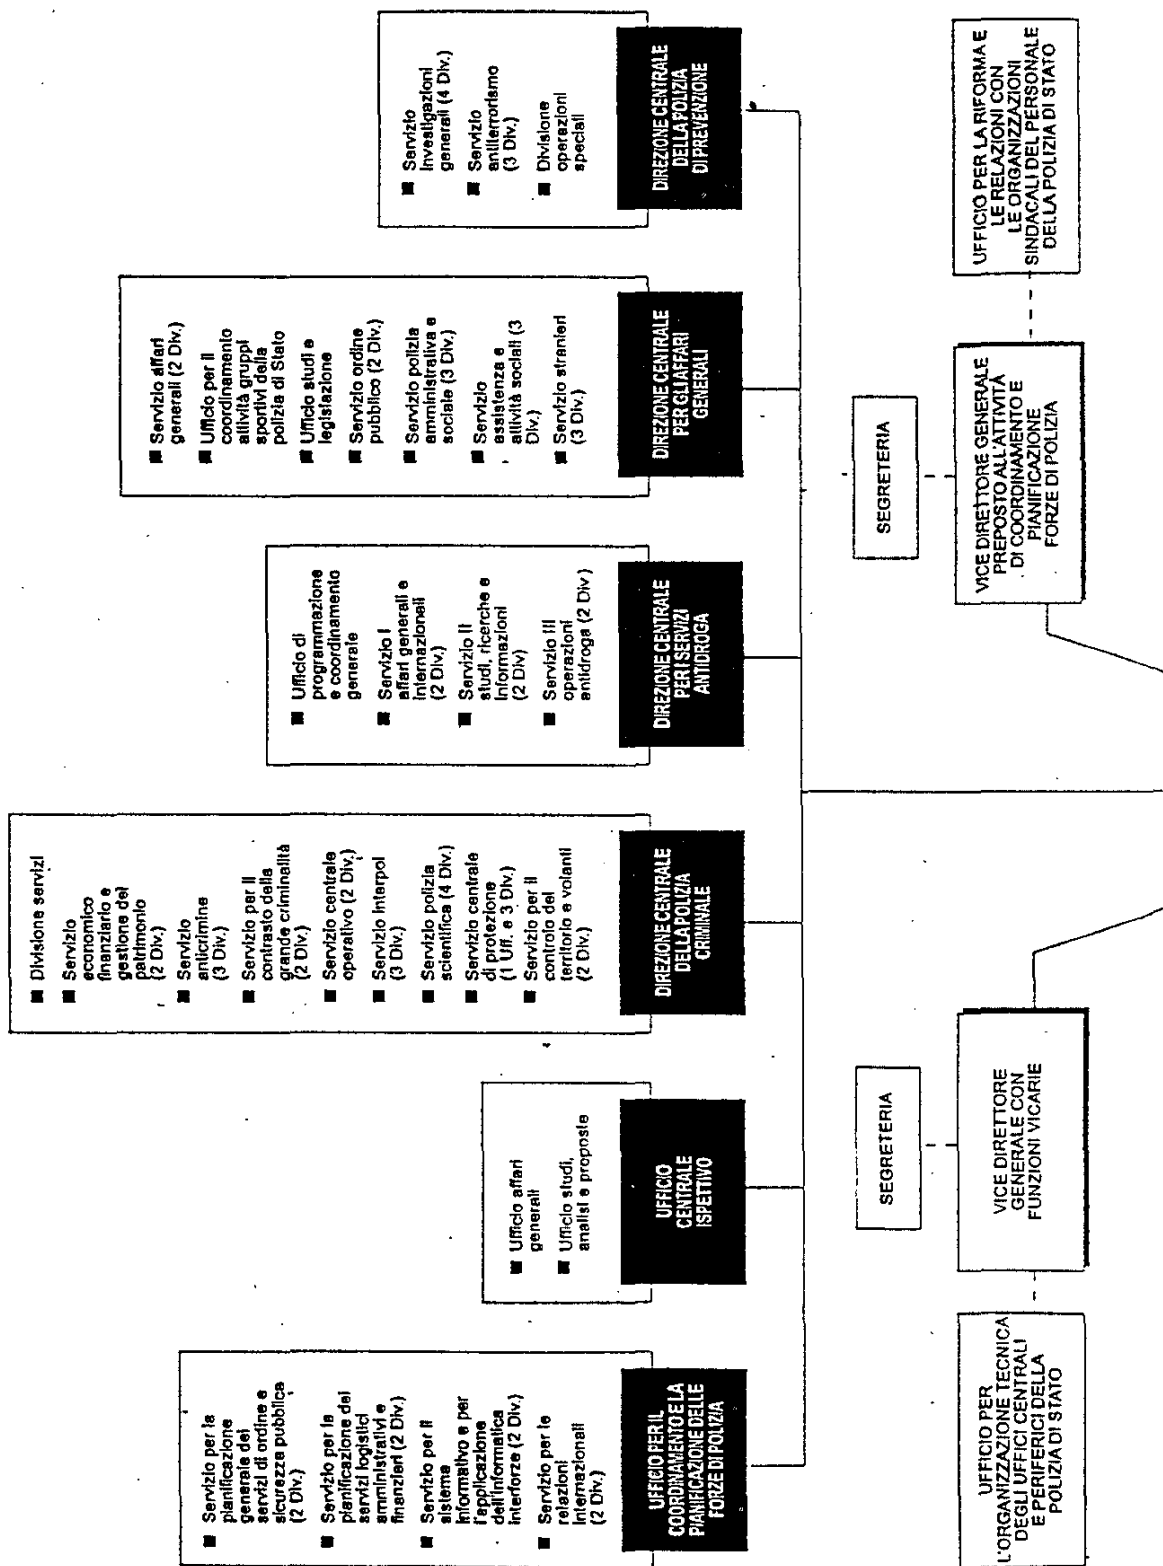 ■ Servizio per la
pianificazione
generale dei
servizi di ordine e
sicurezza pubblica
(2 Div.)
■ Servizio per la
pianificazione dei
servizi logistici
amministrativi e
finanzieri (2 Div.)
■ Servizio per il
sistema
informativo e per
l'applicazione
dell'informatica
interforze (2 Div.)
■ Servizio per le
relazioni
internazionali
(2 Div.)
UFFICIO PER IL
COORDINAMENTO E LA
PIANIFICAZIONE DELLE
FORZE DI POLIZIA
■ Ufficio affari
generali
■ Ufficio studi,
analisi e proposte
UFFICIO
CENTRALE
ISPETTIVO
■ Divisione servizi
■ Servizio
economico
finanziario e
gestione del
patrimonio
(2 Div.)
■ Servizio
anticrimine
(3 Div.)
■ Servizio per il
contrasto della
grande criminalità
(2 Div.)
■ Servizio centrale
operativo (2 Div.)
■ Servizio Interpol
(3 Div.)
■ Servizio polizia
scientifica (4 Div.)
■ Servizio centrale
di protezione
(1 Uff. e 3 Div.)
■ Servizio per il
controllo del
territorio e volanti
(2 Div.)
DIREZIONE CENTRALE
DELLA POLIZIA
CRIMINALE
■ Ufficio di
programmazione
e coordinamento
generale
■ Servizio I
affari generali e
internazionali
(2 Div.)
■ Servizio II
studi, ricerche e
informazioni
(2 Div)
■ Servizio III
operazioni
antidroga (2 Div)
DIREZIONE CENTRALE
PER I SERVIZI
ANTIDROGA
■ Servizio affari
generali (2 Div.)
■ Ufficio per il
coordinamento
attività gruppi
sportivi della
polizia di Stato
■ Ufficio studi e
legislazione
■ Servizio ordine
pubblico (2 Div.)
■ Servizio polizia
amministrativa e
sociale (3 Div.)
■ Servizio
assistenza e
attività sociali (3
Div.)
■ Servizio stranieri
(3 Div.)
DIREZIONE CENTRALE
PER GLI AFFARI
GENERALI
■ Servizio
investigazioni
generali (4 Div.)
■ Servizio
antiterrorismo
(3 Div.)
■ Divisione
operazioni
speciali
DIREZIONE CENTRALE
DELLA POLIZIA
DI PREVENZIONE
SEGRETERIA
SEGRETERIA
UFFICIO PER
L'ORGANIZZAZIONE TECNICA
DEGLI UFFICI CENTRALI
E PERIFERICI DELLA
POLIZIA DI STATO
VICE DIRETTORE
GENERALE CON
FUNZIONI VICARIE
VICE DIRETTORE GENERALE
PREPOSTO ALL'ATTIVITÀ
DI COORDINAMENTO E
PIANIFICAZIONE
FORZE DI POLIZIA
UFFICIO PER LA RIFORMA E
LE RELAZIONI CON
LE ORGANIZZAZIONI
SINDACALI DEL PERSONALE
DELLA POLIZIA DI STATO